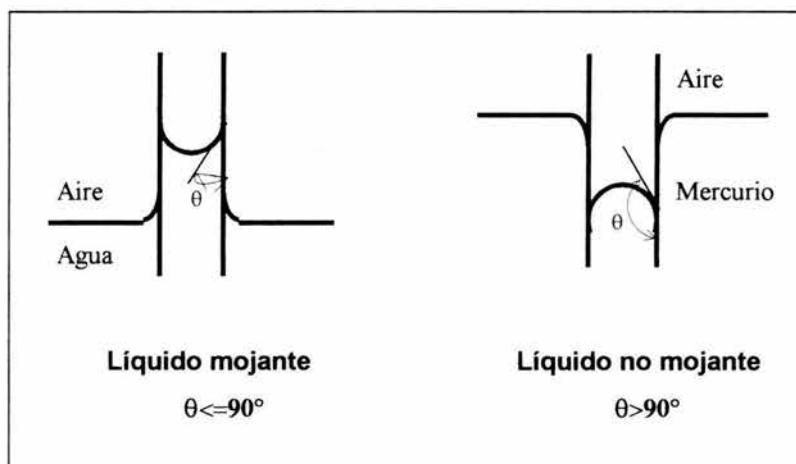 Aire
Agua
θ
Líquido mojante
θ<=90°
Aire
Mercurio
θ
Líquido no mojante
θ>90°